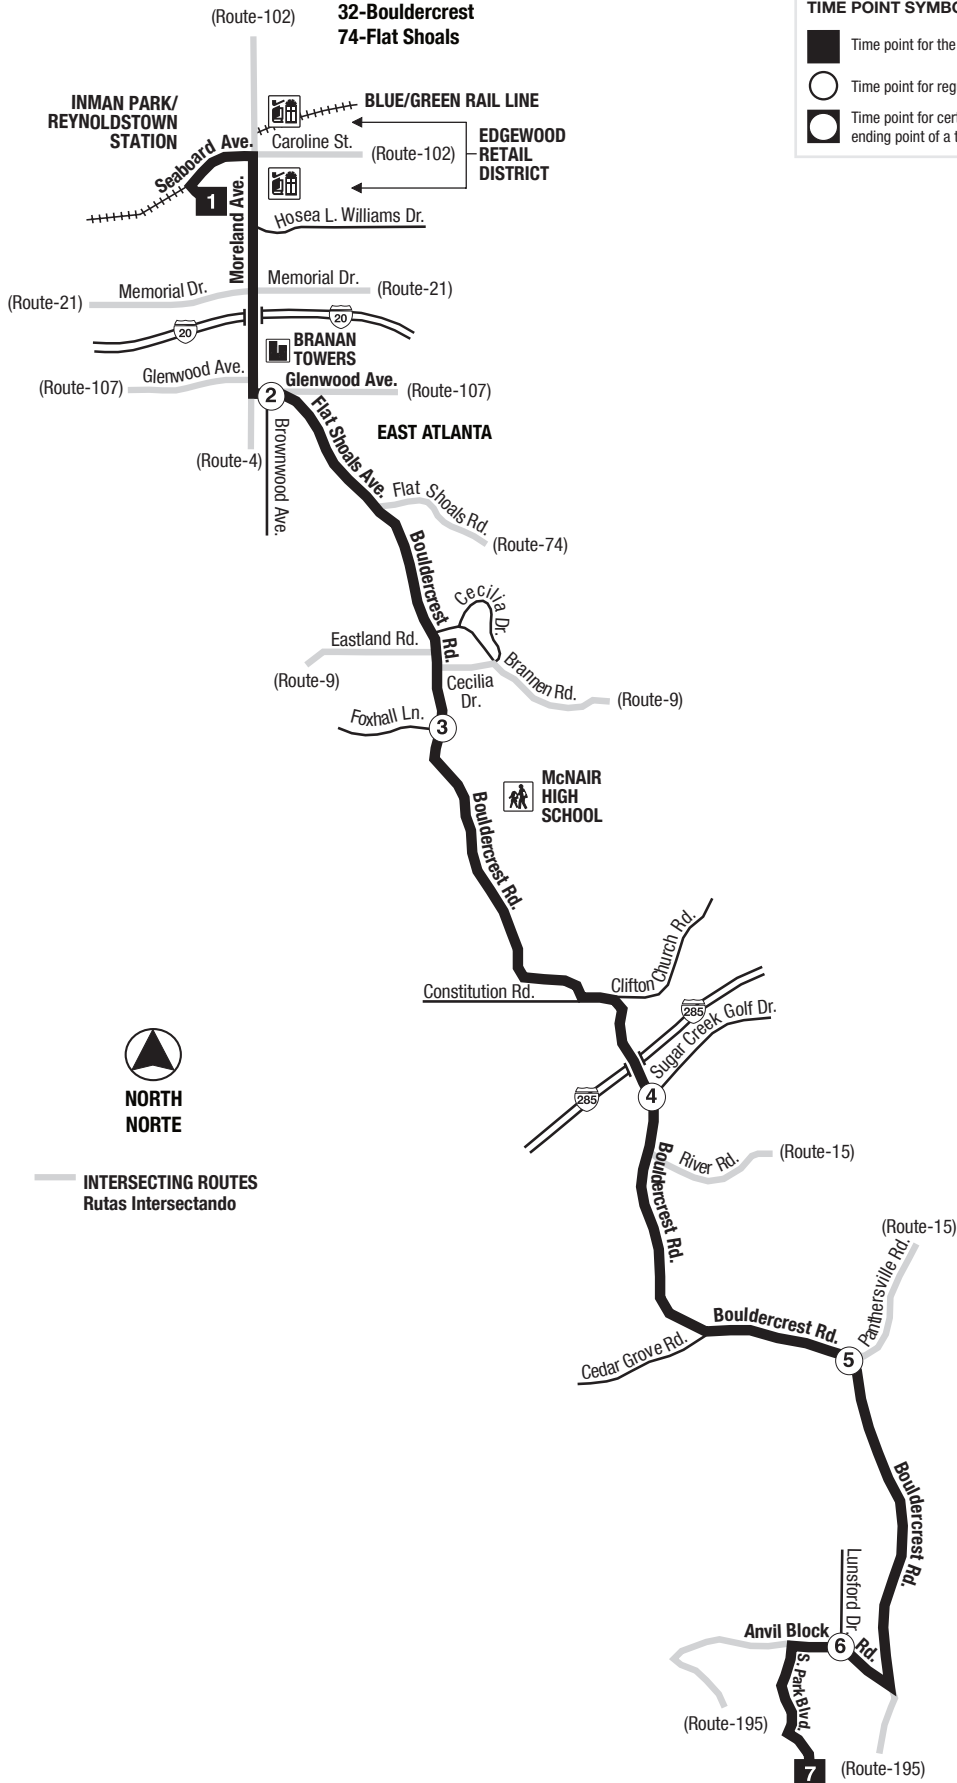 (Route-102)
32-Bouldercrest
74-Flat Shoals
TIME POINT SYMBO
Time point for the
Time point for reg
Time point for cert
ending point of a t
INMAN PARK/
REYNOLDSTOWN
STATION
BLUE/GREEN RAIL LINE
EDGEWOOD
RETAIL
DISTRICT
Seaboard Ave.
Caroline St.
(Route-102)
1
Moreland Ave.
Hosea L. Williams Dr.
Memorial Dr.
Memorial Dr.
(Route-21)
(Route-21)
20
20
BRANAN
TOWERS
Glenwood Ave.
Glenwood Ave.
(Route-107)
(Route-107)
2
Flat Shoals Ave.
EAST ATLANTA
Brownwood Ave.
(Route-4)
Flat Shoals Rd.
(Route-74)
Bouldercrest Rd.
Cecilia Dr.
Eastland Rd.
(Route-9)
Cecilia
Dr.
Brannen Rd.
(Route-9)
Foxhall Ln.
3
McNAIR
HIGH
SCHOOL
Bouldercrest Rd.
Clifton Church Rd.
Constitution Rd.
285
Sugar Creek Golf Dr.
285
4
NORTH
NORTE
Bouldercrest Rd.
River Rd.
(Route-15)
INTERSECTING ROUTES
Rutas Intersectando
(Route-15)
Panthersville Rd.
Bouldercrest Rd.
Cedar Grove Rd.
5
Bouldercrest Rd.
Lunsford Dr.
Anvil Block Rd.
6
S. Park Blvd.
(Route-195)
7
(Route-195)